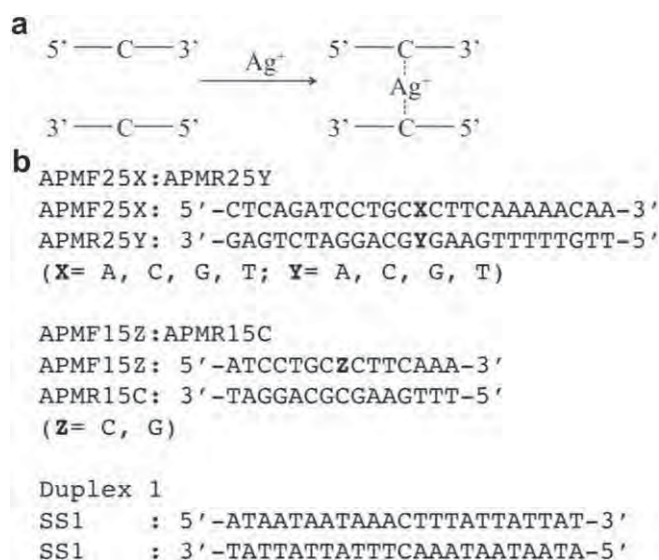 a
5' C 3' Ag⁺ 5' C 3'
Ag⁺
3' C 5' 3' C 5'
b
APMF25X:APMR25Y
APMF25X: 5'-CTCAGATCCTGCXCTTCAAAAACAA-3'
APMR25Y: 3'-GAGTCTAGGACGYGAAGTTTTTGTT-5'
(X= A, C, G, T; Y= A, C, G, T)
APMF15Z:APMR15C
APMF15Z: 5'-ATCCTGCZCTTCAAA-3'
APMR15C: 3'-TAGGACGCGAAGTTT-5'
(Z= C, G)
Duplex 1
SS1 : 5'-ATAATAATAAACTTTATTATTAT-3'
SS1 : 3'-TATTATTATTTCAAATAATAATA-5'